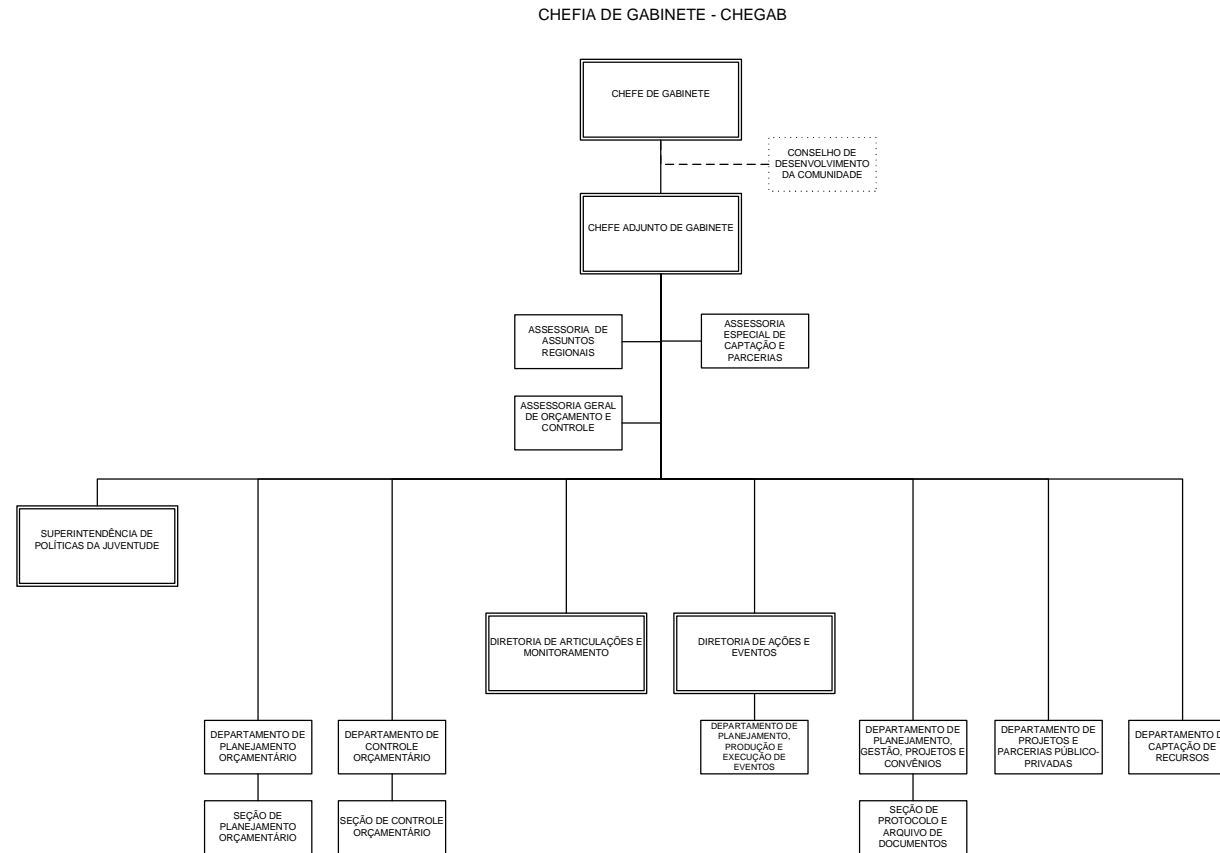 CHEFIA DE GABINETE - CHEGAB
CHEFE DE GABINETE
CONSELHO DE
DESENVOLVIMENTO
DA COMUNIDADE
CHEFE ADJUNTO DE GABINETE
ASSESSORIA DE
ASSUNTOS
REGIONAIS
ASSESSORIA
ESPECIAL DE
CAPTAÇÃO E
PARCERIAS
ASSESSORIA GERAL
DE ORÇAMENTO E
CONTROLE
SUPERINTENDÊNCIA DE
POLÍTICAS DA JUVENTUDE
DIRETORIA DE ARTICULAÇÕES E
MONITORAMENTO
DIRETORIA DE AÇÕES E
EVENTOS
DEPARTAMENTO DE
PLANEJAMENTO
ORÇAMENTÁRIO
DEPARTAMENTO DE
CONTROLE
ORÇAMENTÁRIO
DEPARTAMENTO DE
PLANEJAMENTO,
PRODUÇÃO E
EXECUÇÃO DE
EVENTOS
DEPARTAMENTO DE
PLANEJAMENTO,
GESTÃO, PROJETOS E
CONVÊNIOS
DEPARTAMENTO DE
PROJETOS E
PARCERIAS PÚBLICO-
PRIVADAS
DEPARTAMENTO
CAPTAÇÃO DE
RECURSOS
SEÇÃO DE
PLANEJAMENTO
ORÇAMENTÁRIO
SEÇÃO DE CONTROLE
ORÇAMENTÁRIO
SEÇÃO DE
PROTOCOLO E
ARQUIVO DE
DOCUMENTOS